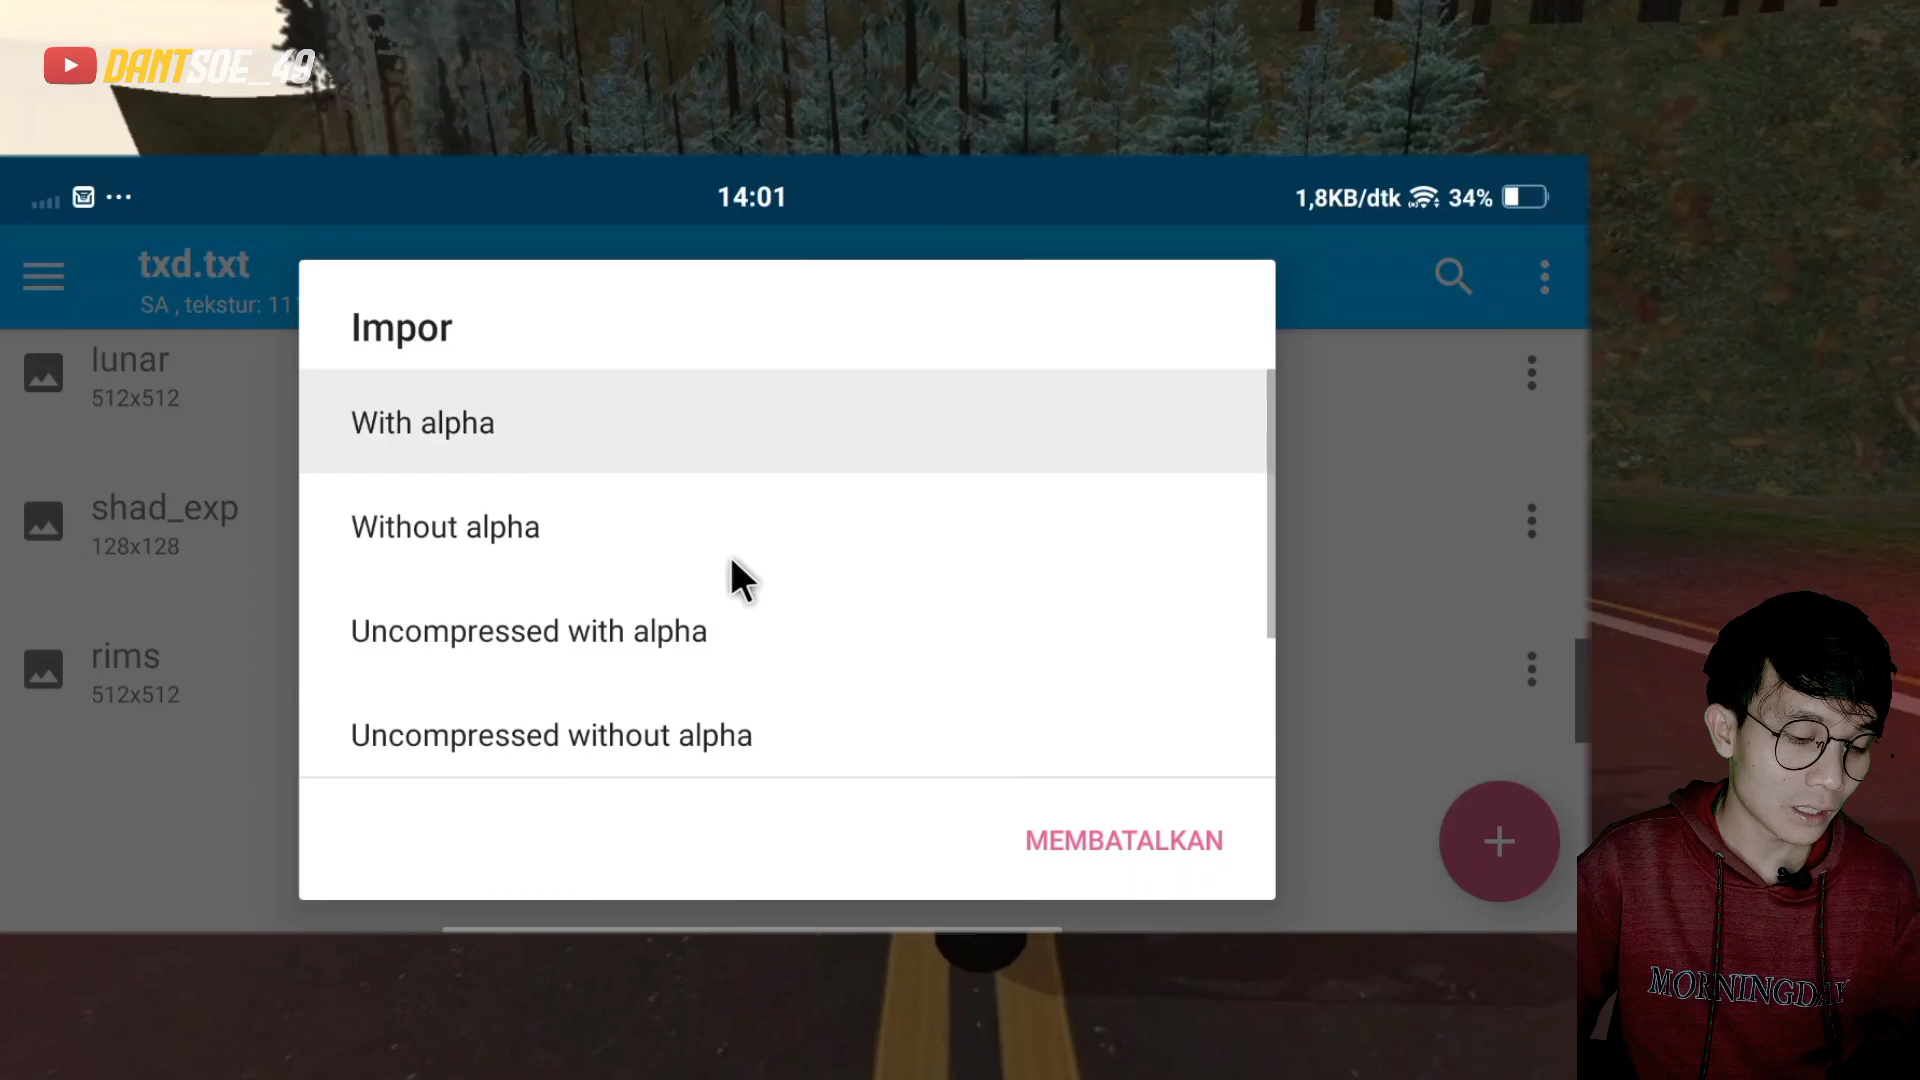 DANTSOE_49
14:01
1,8KB/dtk 34%
txd.txt
SA , tekstur: 11
Impor
lunar
512x512
With alpha
shad_exp
128x128
Without alpha
Uncompressed with alpha
rims
512x512
Uncompressed without alpha
MEMBATALKAN
MORNINGDAY